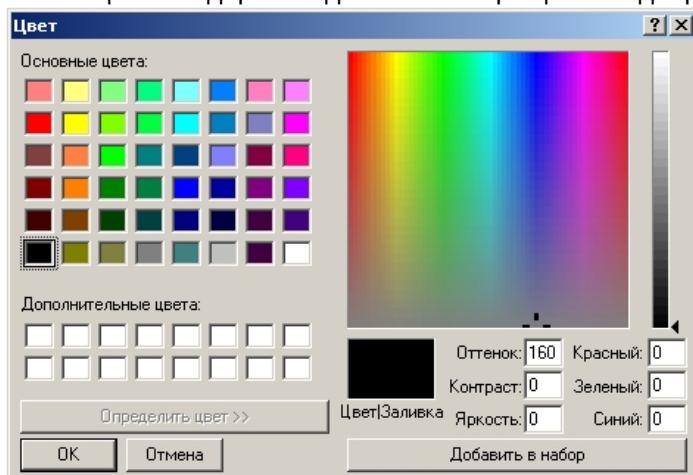 Цвет
Основные цвета:
Дополнительные цвета:
Определить цвет >>
OK
Отмена
Цвет|Заливка
Оттенок: 160
Контраст: 0
Яркость: 0
Красный: 0
Зеленый: 0
Синий: 0
Добавить в набор